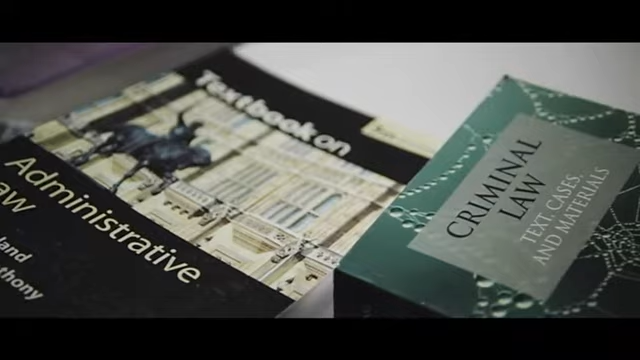 Textbook on
Administrative
aw
land
thony
CRIMINAL
LAW
TEXT, CASES,
AND MATERIALS